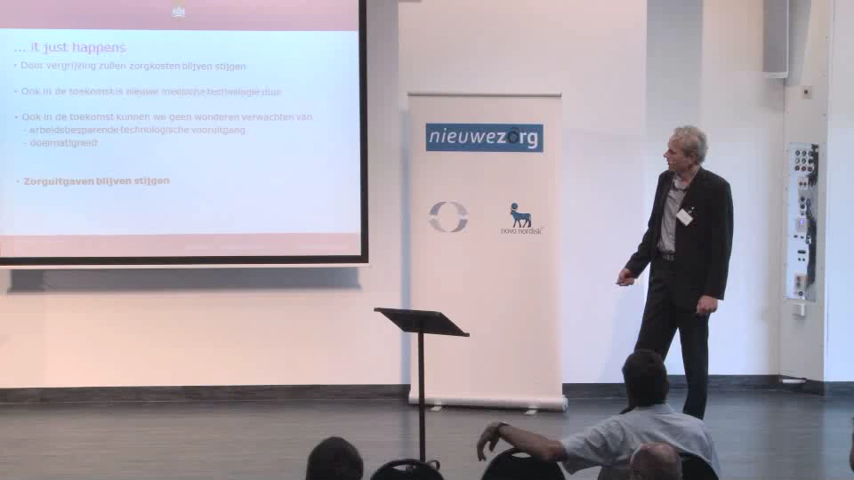 ... it just happens
• Door vergrijzing zullen zorgkosten blijven stijgen
• Ook in de toekomst is nieuwe medische technologie duur
• Ook in de toekomst kunnen we geen wonderen verwachten van
- arbeidsbesparende technologische vooruitgang
- doelmatigheid
- Zorguitgaven blijven stijgen
nieuwezorg
novo nordisk